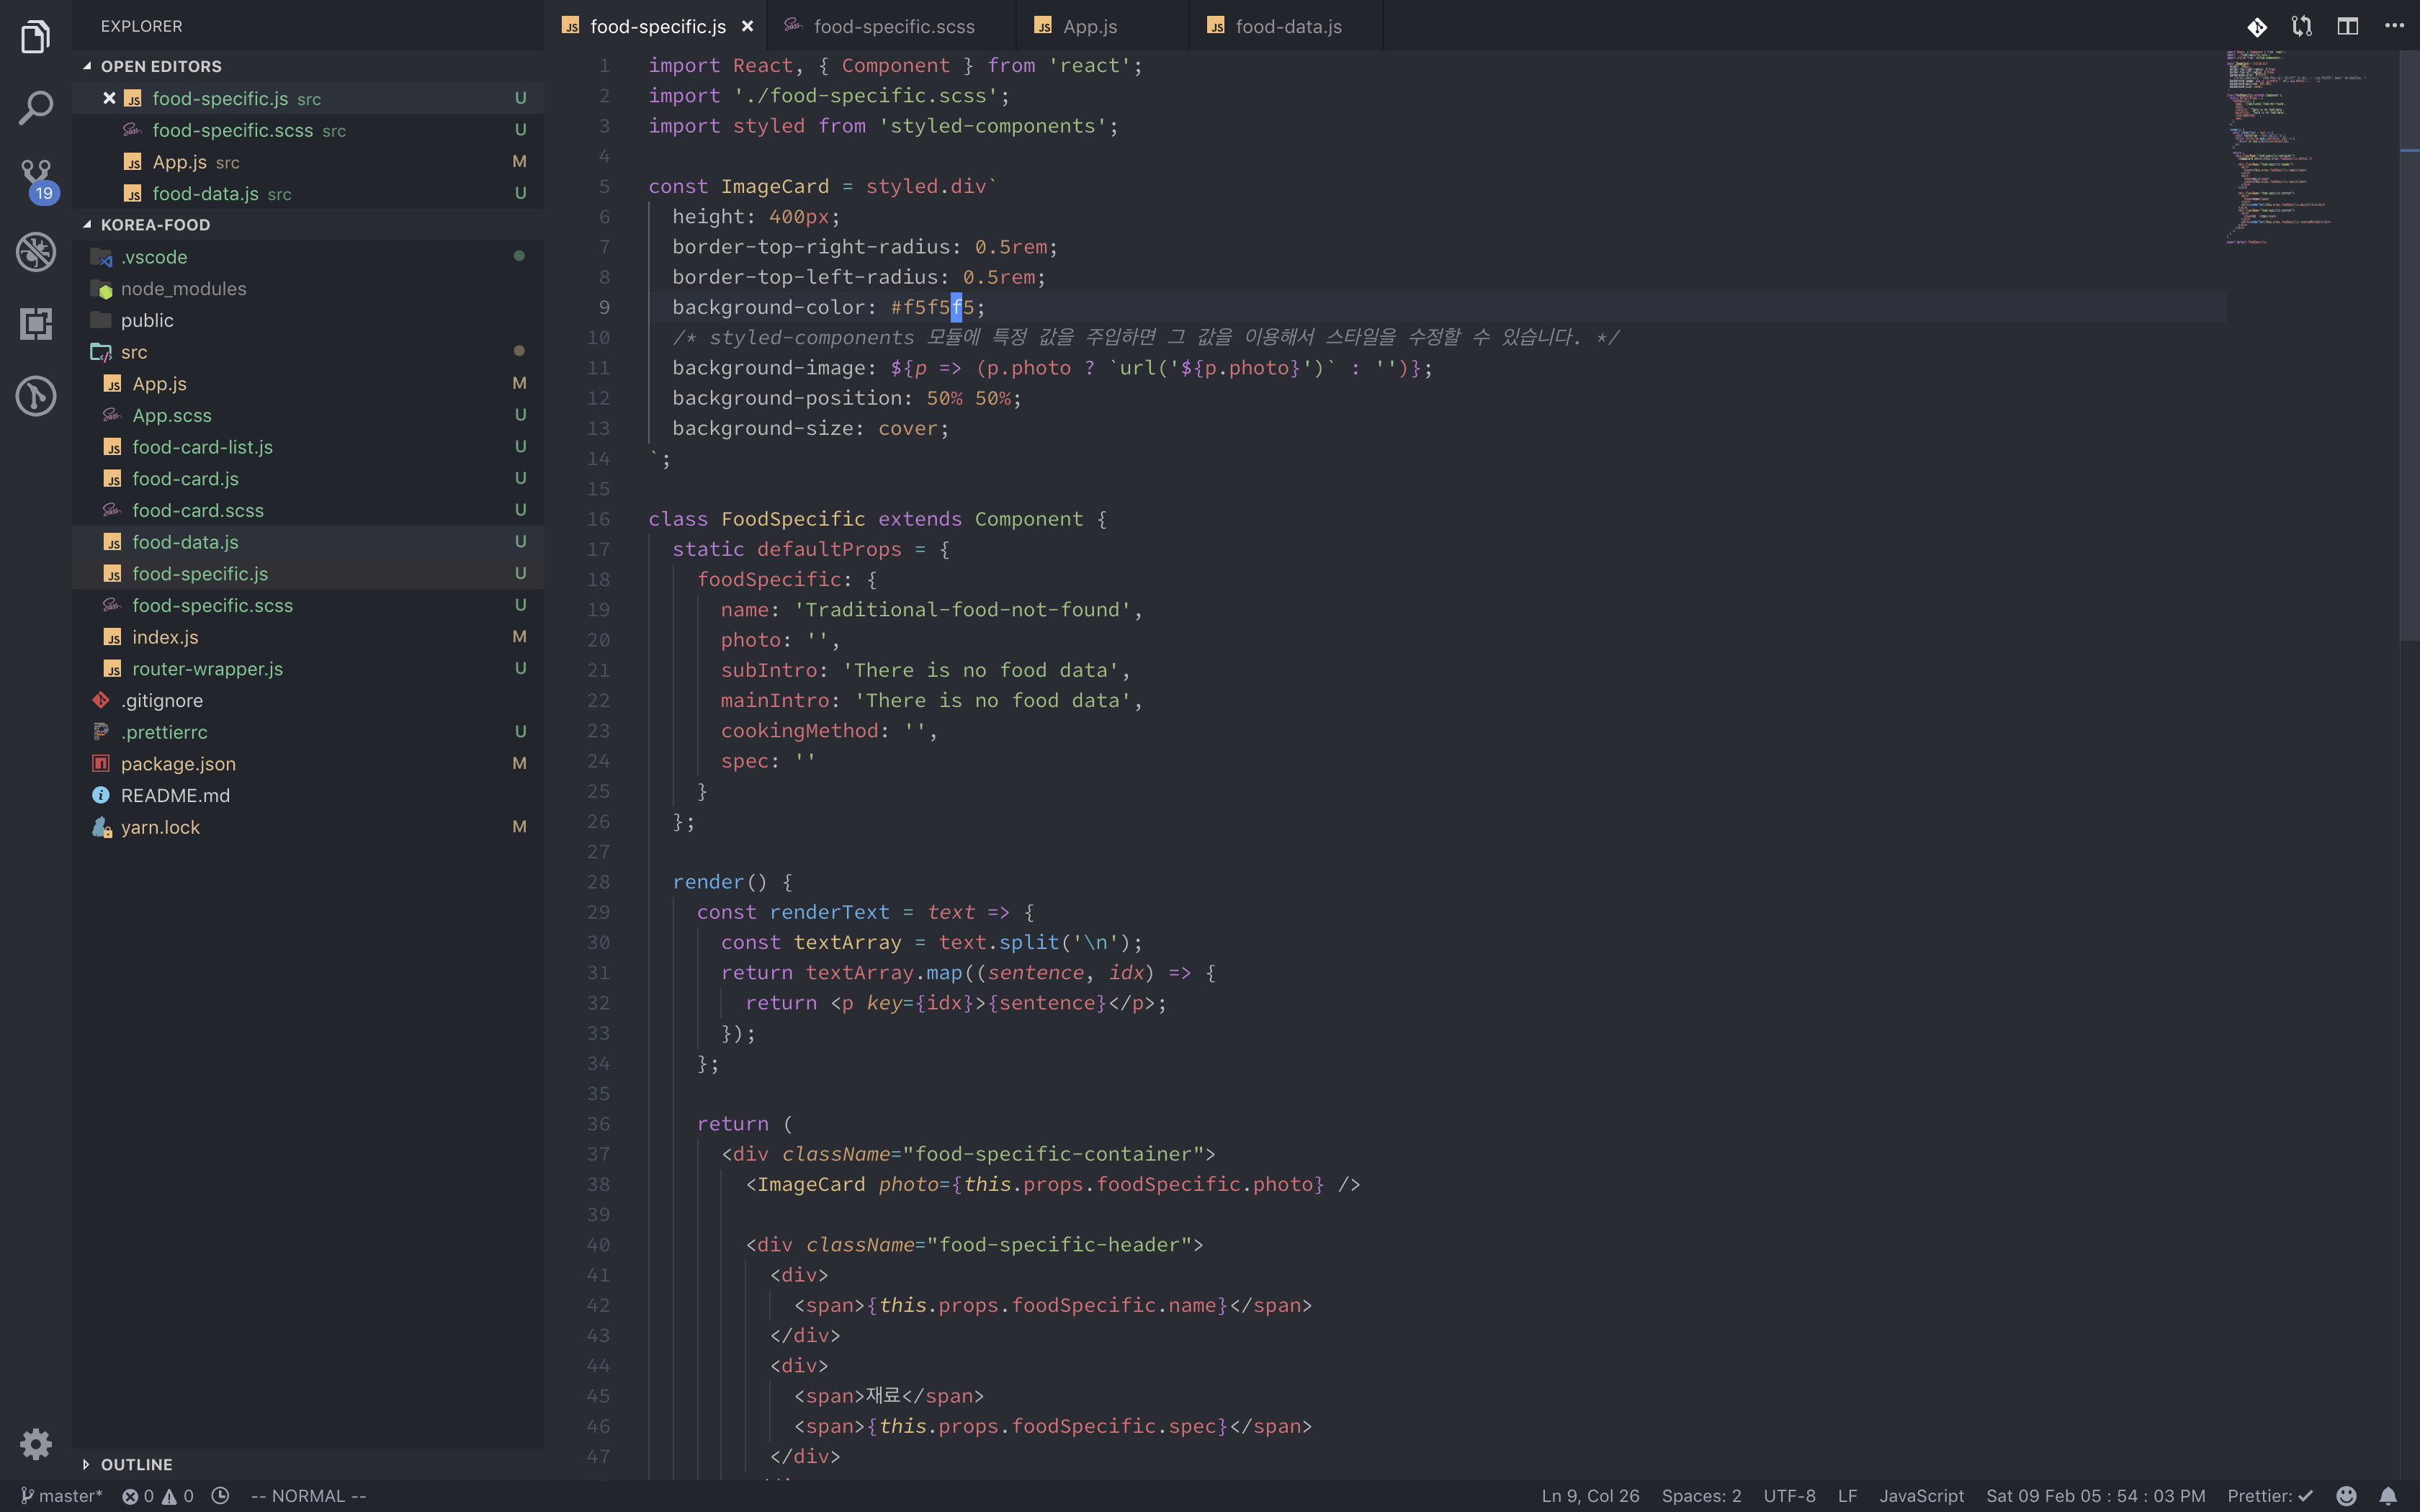 EXPLORER
OPEN EDITORS
food-specific.js src U
food-specific.scss src U
App.js src M
food-data.js src U
19
KOREA-FOOD
.vscode
node_modules
public
src
App.js M
App.scss U
food-card-list.js U
food-card.js U
food-card.scss U
food-data.js U
food-specific.js U
food-specific.scss U
index.js M
router-wrapper.js U
.gitignore
.prettierrc U
package.json M
README.md
yarn.lock M
OUTLINE
food-specific.js food-specific.scss App.js food-data.js
1 import React, { Component } from 'react';
2 import './food-specific.scss';
3 import styled from 'styled-components';
4
5 const ImageCard = styled.div`
6 height: 400px;
7 border-top-right-radius: 0.5rem;
8 border-top-left-radius: 0.5rem;
9 background-color: #f5f5f5;
10 /* styled-components 모듈에 특정 값을 주입하면 그 값을 이용해서 스타일을 수정할 수 있습니다. */
11 background-image: ${p => (p.photo ? `url('${p.photo}')` : '')};
12 background-position: 50% 50%;
13 background-size: cover;
14 `;
15
16 class FoodSpecific extends Component {
17 static defaultProps = {
18 foodSpecific: {
19 name: 'Traditional-food-not-found',
20 photo: '',
21 subIntro: 'There is no food data',
22 mainIntro: 'There is no food data',
23 cookingMethod: '',
24 spec: ''
25 }
26 };
27
28 render() {
29 const renderText = text => {
30 const textArray = text.split('\n');
31 return textArray.map((sentence, idx) => {
32 return <p key={idx}>{sentence}</p>;
33 });
34 };
35
36 return (
37 <div className="food-specific-container">
38 <ImageCard photo={this.props.foodSpecific.photo} />
39
40 <div className="food-specific-header">
41 <div>
42 <span>{this.props.foodSpecific.name}</span>
43 </div>
44 <div>
45 <span>재료</span>
46 <span>{this.props.foodSpecific.spec}</span>
47 </div>
master* 0 0 -- NORMAL -- Ln 9, Col 26 Spaces: 2 UTF-8 LF JavaScript Sat 09 Feb 05 : 54 : 03 PM Prettier: ✓